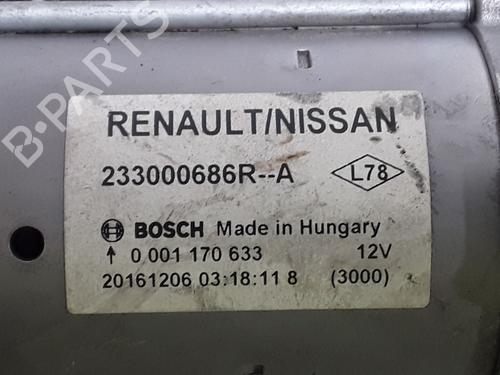 B-PARTS
RENAULT/NISSAN
233000686R--A L78
BOSCH Made in Hungary
↑ 0 001 170 633 12V
20161206 03:18:11 8 (3000)